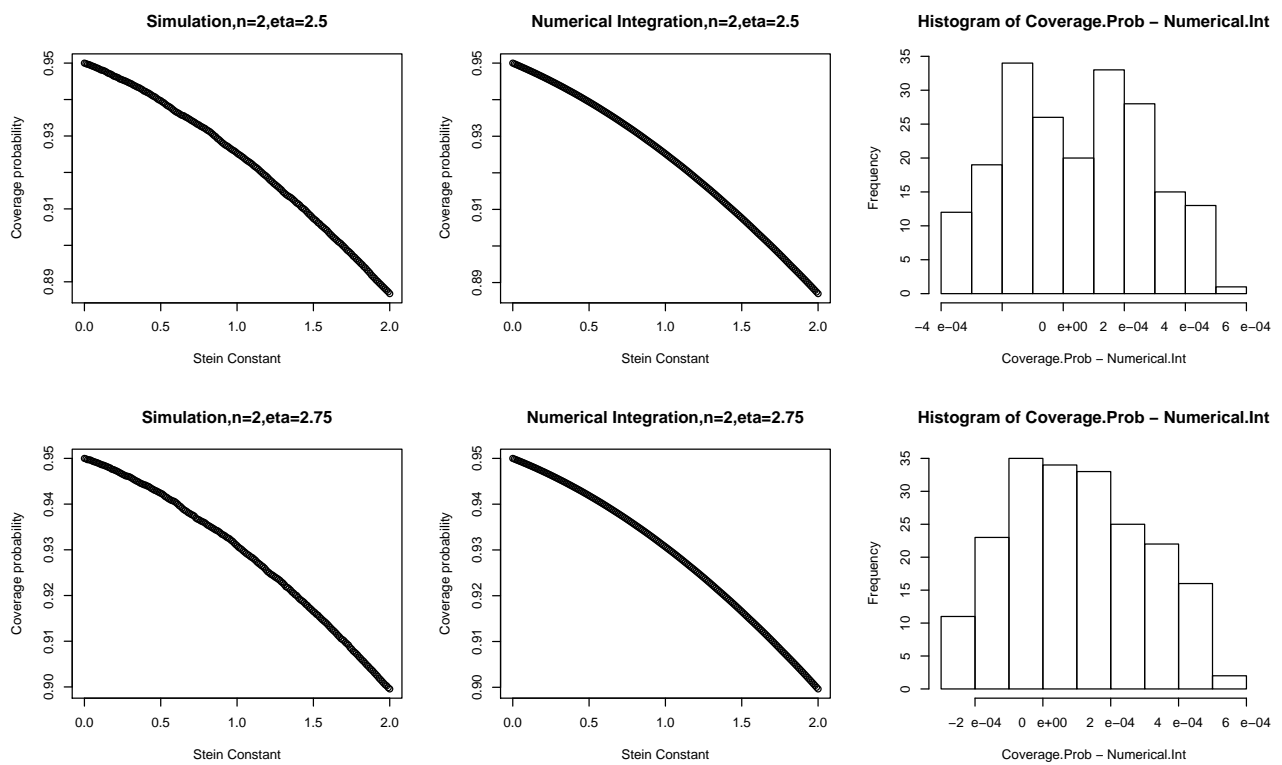 Simulation,n=2,eta=2.5
Coverage probability
0.89 0.91 0.93 0.95
0.0 0.5 1.0 1.5 2.0
Stein Constant
Numerical Integration,n=2,eta=2.5
Coverage probability
0.89 0.91 0.93 0.95
0.0 0.5 1.0 1.5 2.0
Stein Constant
Histogram of Coverage.Prob − Numerical.Int
Frequency
0 5 10 15 20 25 30 35
−4 e−04 0 e+00 2 e−04 4 e−04 6 e−04
Coverage.Prob − Numerical.Int
Simulation,n=2,eta=2.75
Coverage probability
0.90 0.91 0.92 0.93 0.94 0.95
0.0 0.5 1.0 1.5 2.0
Stein Constant
Numerical Integration,n=2,eta=2.75
Coverage probability
0.90 0.91 0.92 0.93 0.94 0.95
0.0 0.5 1.0 1.5 2.0
Stein Constant
Histogram of Coverage.Prob − Numerical.Int
Frequency
0 5 10 15 20 25 30 35
−2 e−04 0 e+00 2 e−04 4 e−04 6 e−04
Coverage.Prob − Numerical.Int